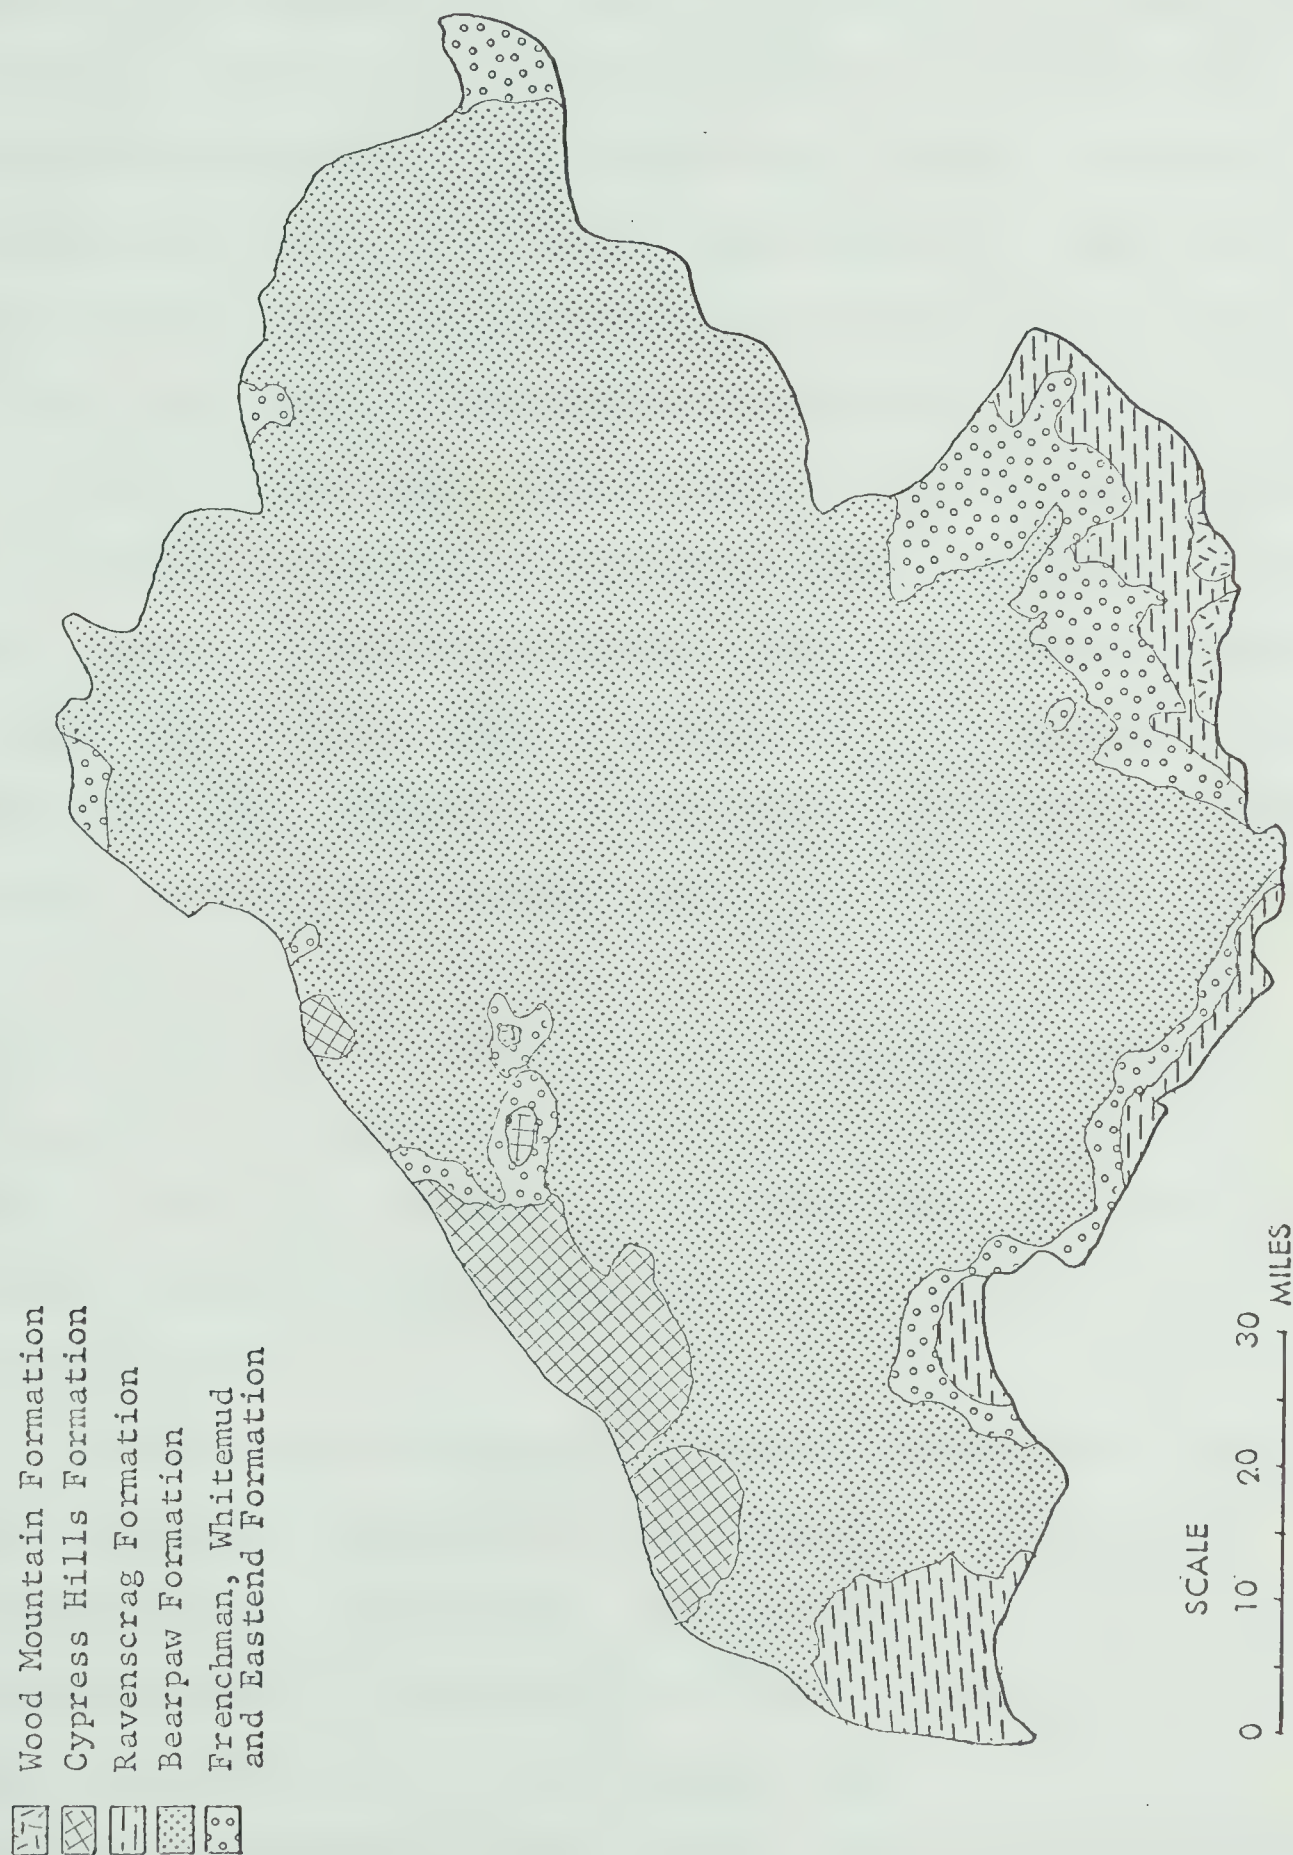 Wood Mountain Formation
Cypress Hills Formation
Ravenscrag Formation
Bearpaw Formation
Frenchman, Whitemud
and Eastend Formation
SCALE
0 10 20 30
MILES